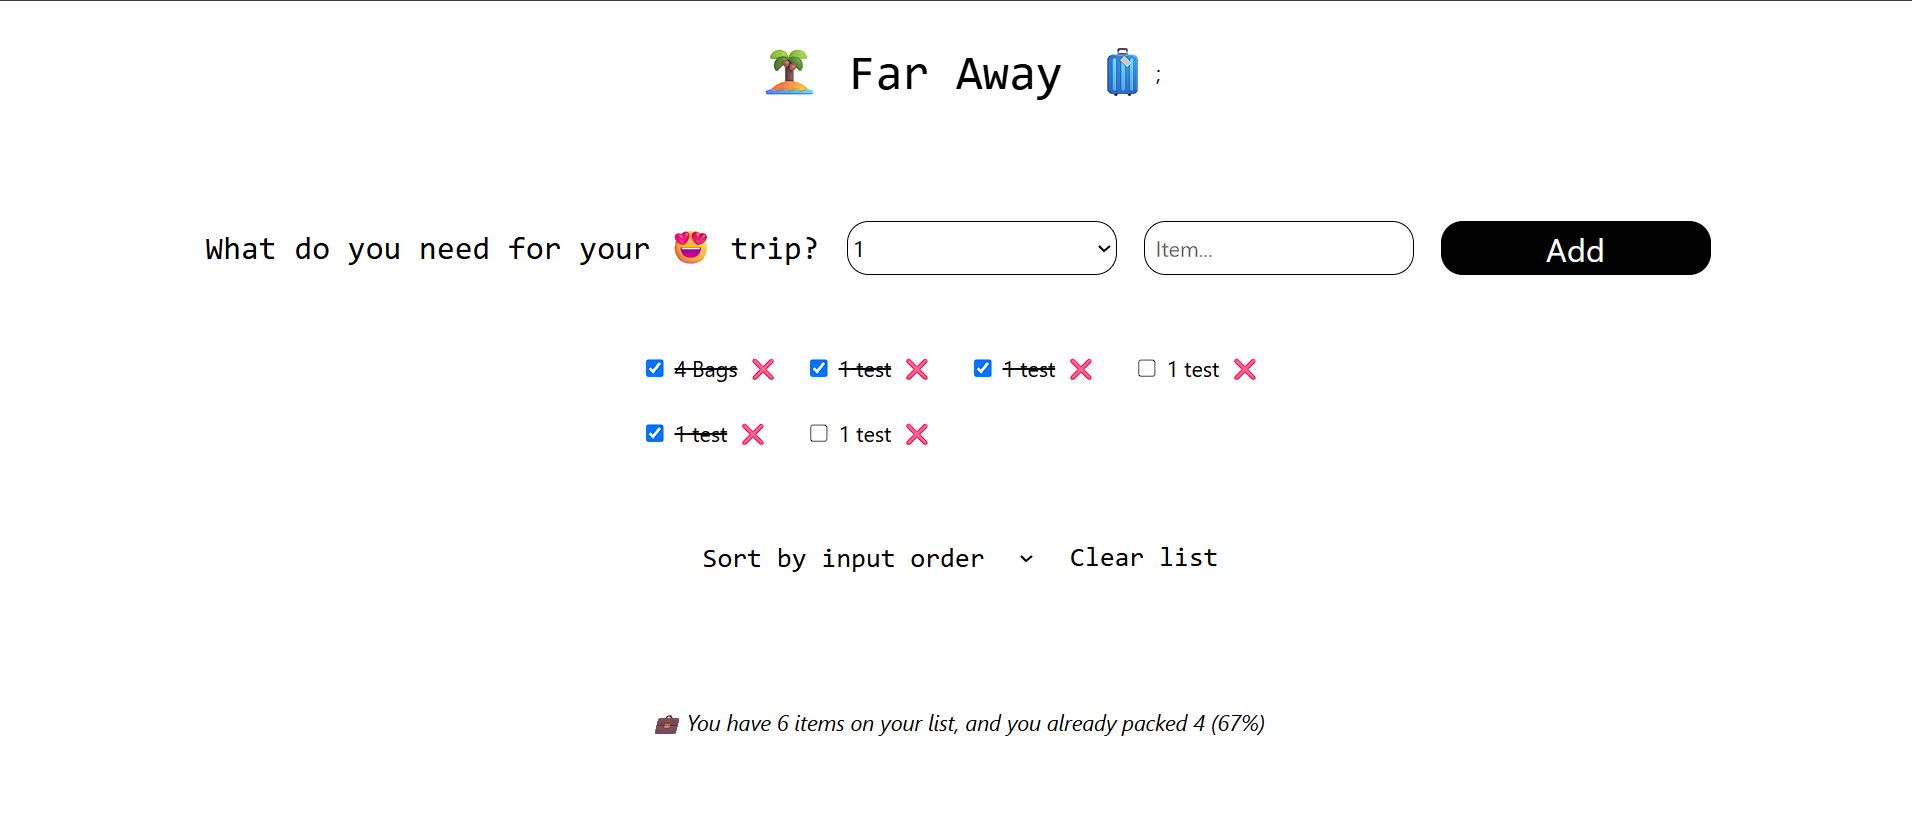 🌴 Far Away 🧳 ;
What do you need for your 😍 trip? 1 Item... Add
4 Bags ❌ 1 test ❌ 1 test ❌ 1 test ❌
1 test ❌ 1 test ❌
Sort by input order Clear list
💼 You have 6 items on your list, and you already packed 4 (67%)